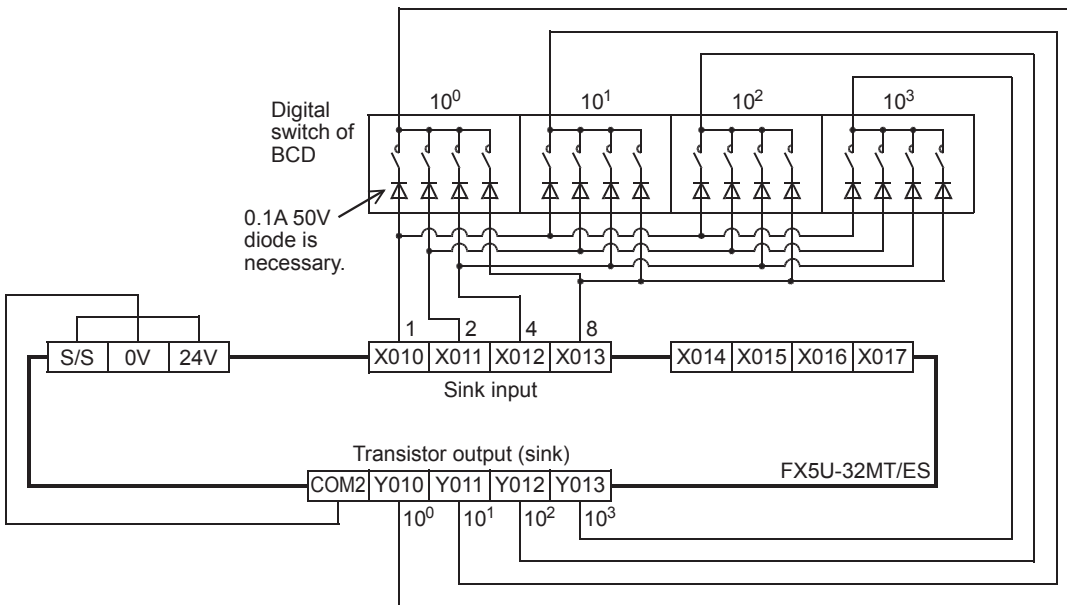 10⁰ 10¹ 10² 10³
Digital
switch of
BCD
0.1A 50V
diode is
necessary.
1 2 4 8
S/S 0V 24V
X010 X011 X012 X013
X014 X015 X016 X017
Sink input
Transistor output (sink)
FX5U-32MT/ES
COM2 Y010 Y011 Y012 Y013
10⁰ 10¹ 10² 10³